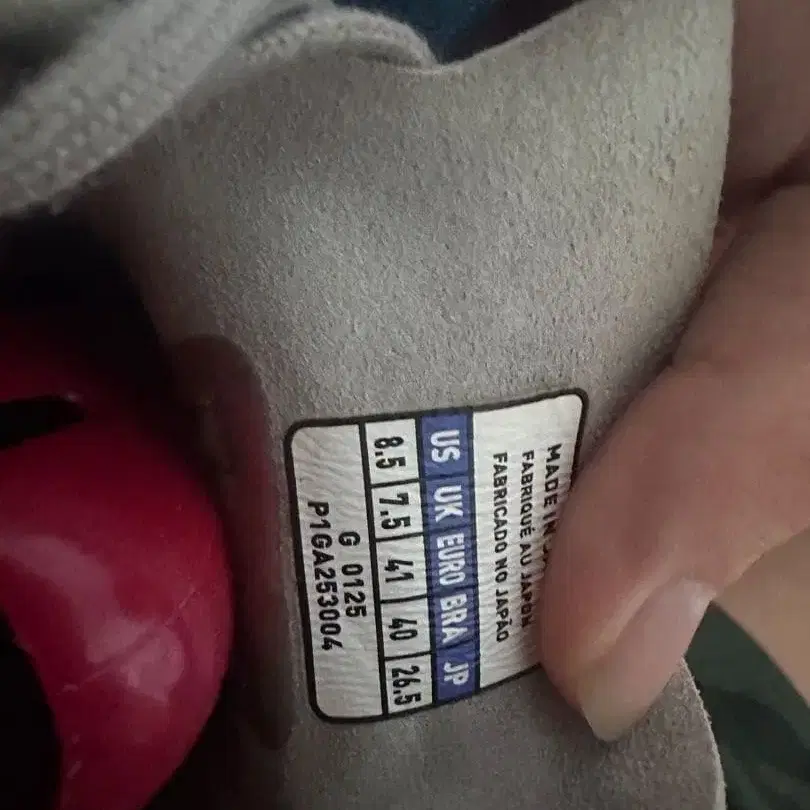 MADE IN
FABRIQUÉ AU JAPON
FABRICADO NO JAPÃO
US UK EURO BRA JP
8.5 7.5 41 40 26.5
G 0125
P1GA253004